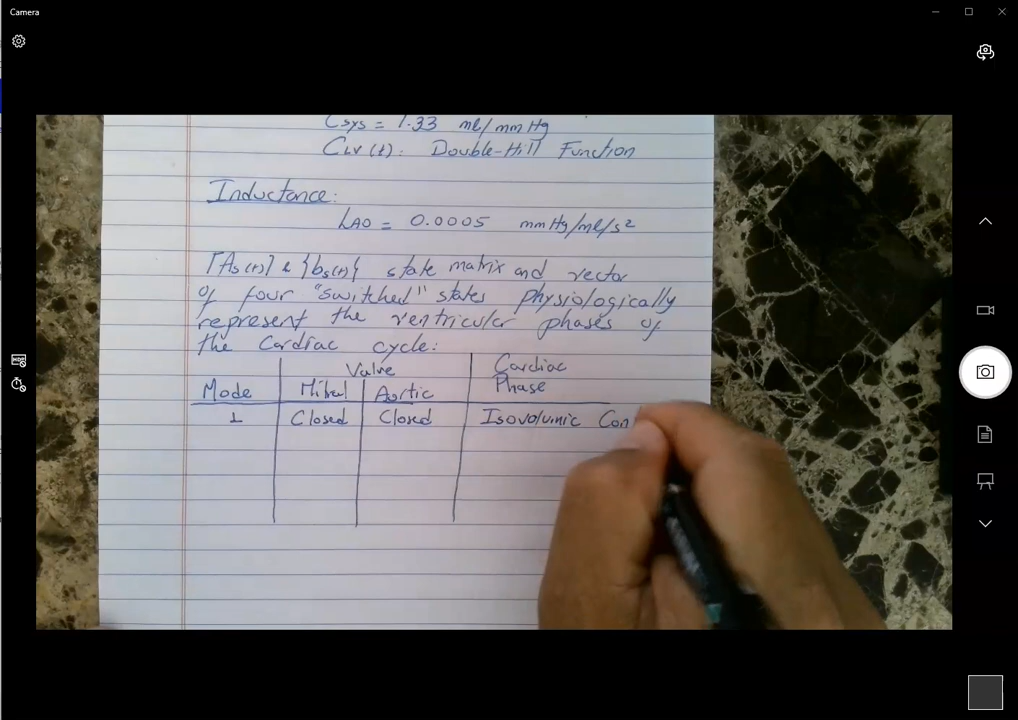 Camera
Csys = 1.33 ml/mmHg
CLV(t): Double-Hill Function
Inductance:
LAO = 0.0005 mmHg/ml/s²
[As(t)] & {bs(t)} state matrix and vector
of four "switched" states physiologically
represent the ventricular phases of
the Cardiac cycle:
Valve Cardiac
Mode Mitral Aortic Phase
1 Closed Closed Isovolumic Con